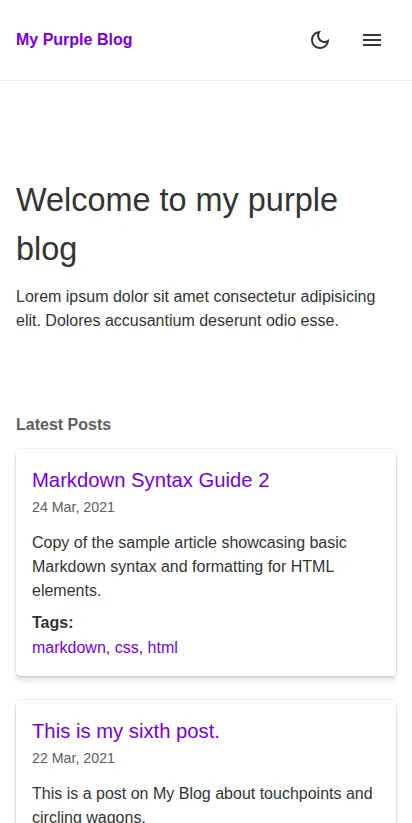 My Purple Blog
Welcome to my purple
blog
Lorem ipsum dolor sit amet consectetur adipisicing
elit. Dolores accusantium deserunt odio esse.
Latest Posts
Markdown Syntax Guide 2
24 Mar, 2021
Copy of the sample article showcasing basic
Markdown syntax and formatting for HTML
elements.
Tags:
markdown, css, html
This is my sixth post.
22 Mar, 2021
This is a post on My Blog about touchpoints and
circling wagons.